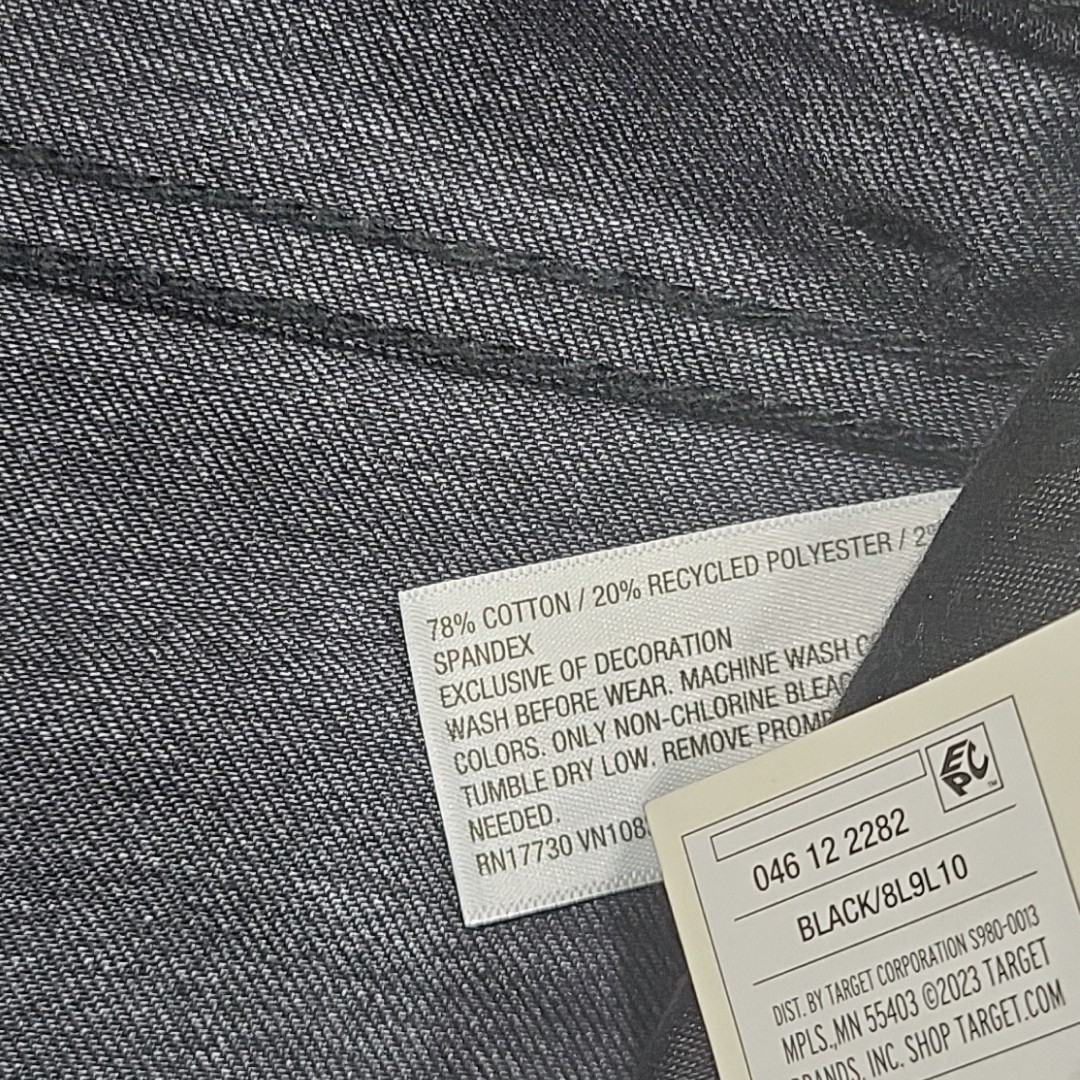 78% COTTON / 20% RECYCLED POLYESTER / 2%
SPANDEX
EXCLUSIVE OF DECORATION
WASH BEFORE WEAR. MACHINE WASH
COLORS. ONLY NON-CHLORINE
TUMBLE DRY LOW. REMOVE
NEEDED.
RN17730
EPC
TM
046 12 2282
BLACK/8L9L10
DIST. BY TARGET CORPORATION S980-0013
MPLS.,MN 55403 ©2023 TARGET
BRANDS, INC. SHOP TARGET.COM